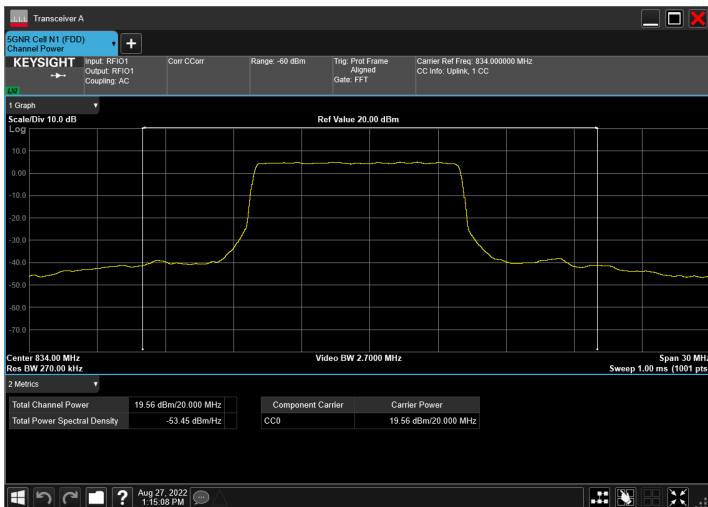 Transceiver A
5GNR Cell N1 (FDD)
Channel Power
KEYSIGHT
Input: RFIO1
Output: RFIO1
Coupling: AC
Corr CCorr
Range: -60 dBm
Trig: Prot Frame
Aligned
Gate: FFT
Carrier Ref Freq: 834.000000 MHz
CC Info: Uplink, 1 CC
LXI
1 Graph
Scale/Div 10.0 dB
Ref Value 20.00 dBm
Log
10.0
0.00
-10.0
-20.0
-30.0
-40.0
-50.0
-60.0
-70.0
Center 834.00 MHz
Video BW 2.7000 MHz
Span 30 MHz
Res BW 270.00 kHz
Sweep 1.00 ms (1001 pts
2 Metrics
Total Channel Power 19.56 dBm/20.000 MHz
Total Power Spectral Density -53.45 dBm/Hz
Component Carrier Carrier Power
CC0 19.56 dBm/20.000 MHz
?
Aug 27, 2022
1:15:08 PM